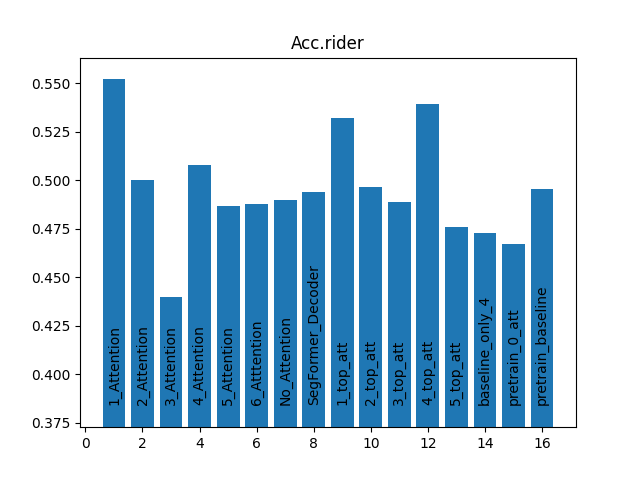 Acc.rider
0.550
0.525
0.500
0.475
0.450
0.425
0.400
0.375
1_Attention
2_Attention
3_Attention
4_Attention
5_Attention
6_Atttention
No_Attention
SegFormer_Decoder
1_top_att
2_top_att
3_top_att
4_top_att
5_top_att
baseline_only_4
pretrain_0_att
pretrain_baseline
0 2 4 6 8 10 12 14 16